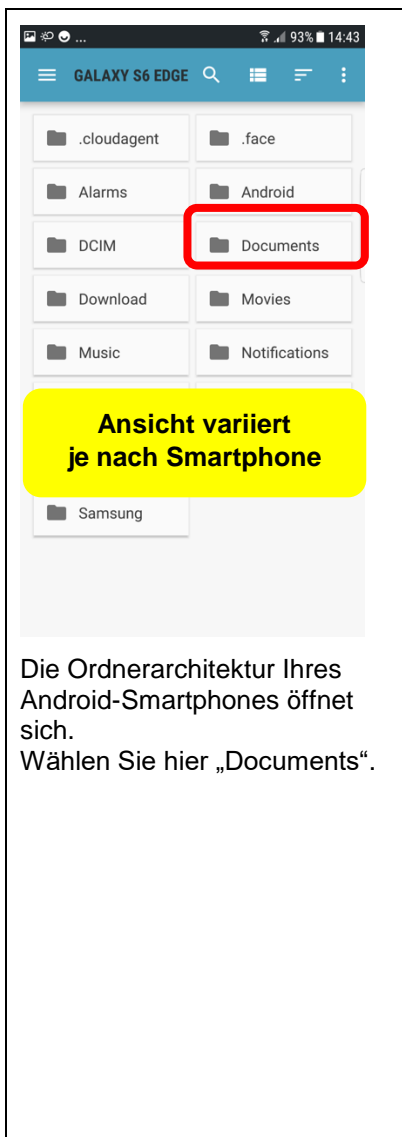 ... 93% 14:43
GALAXY S6 EDGE
.cloudagent .face
Alarms Android
DCIM Documents
Download Movies
Music Notifications
Ansicht variiert
je nach Smartphone
Samsung
Die Ordnerarchitektur Ihres
Android-Smartphones öffnet
sich.
Wählen Sie hier „Documents“.